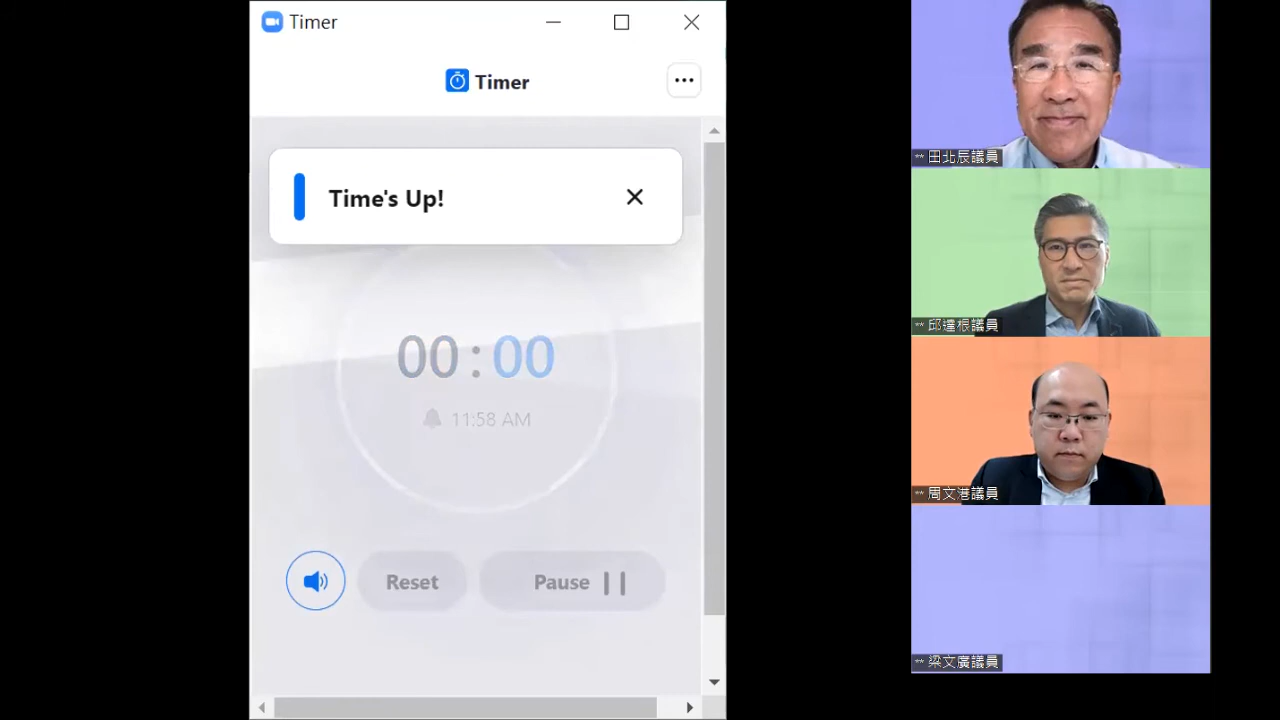 Timer
Timer
Time's Up!
00:00
11:58 AM
Reset
Pause
** 田北辰議員
** 邱達根議員
** 周文港議員
** 梁文廣議員